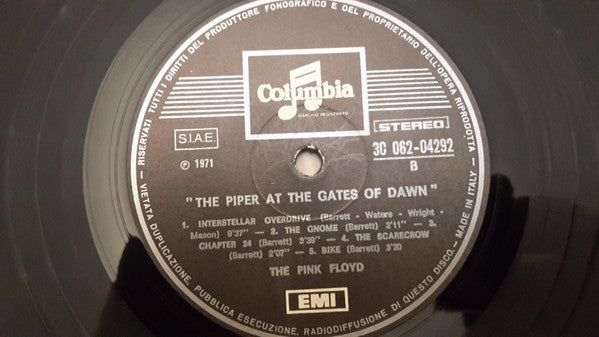 RISERVATI TUTTI I DIRITTI DEL PRODUTTORE FONOGRAFICO E DEL PROPRIETARIO DELL'OPERA RIPRODOTTA - MADE IN ITALY
VIETATA DUPLICAZIONE, PUBBLICA ESECUZIONE, RADIODIFFUSIONE DI QUESTO DISCO. -
Columbia
MARCHIO REGISTRATO
S.I.A.E.
STEREO
℗ 1971
3C 062-04292
B
"THE PIPER AT THE GATES OF DAWN"
1. INTERSTELLAR OVERDRIVE (Barrett - Waters - Wright -
Mason) 9'37" — 2. THE GNOME (Barrett) 2'11" — 3.
CHAPTER 24 (Barrett) 3'39" — 4. THE SCARECROW
(Barrett) 2'07" — 5. BIKE (Barrett) 3'20
THE PINK FLOYD
EMI